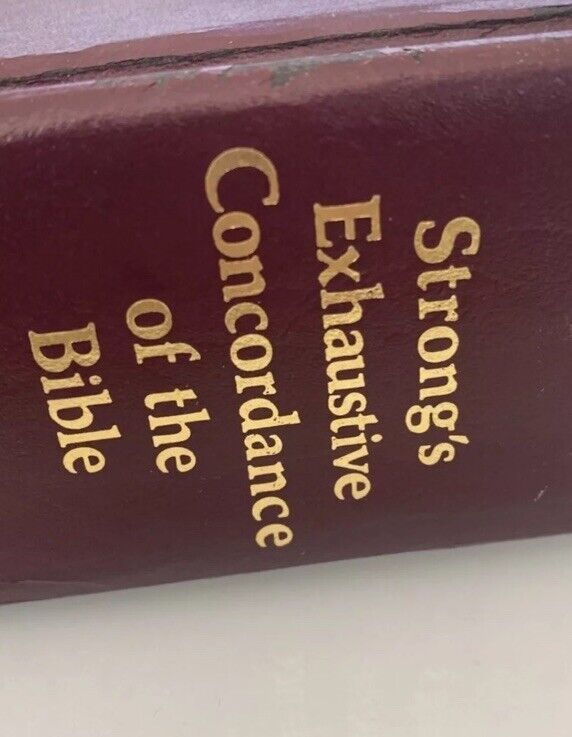 Strong's
Exhaustive
Concordance
of the
Bible